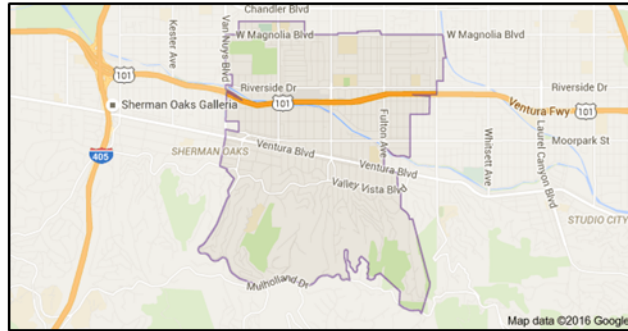 Chandler Blvd
Kester Ave
Van Nuys Blvd
W Magnolia Blvd
W Magnolia Blvd
101
Riverside Dr
Riverside Dr
Sherman Oaks Galleria
101
Ventura Fwy
101
Fulton Ave
Whitsett Ave
Laurel Canyon Blvd
Moorpark St
405
SHERMAN OAKS
Ventura Blvd
Ventura Blvd
Valley Vista Blvd
STUDIO CITY
Mulholland Dr
Map data ©2016 Google